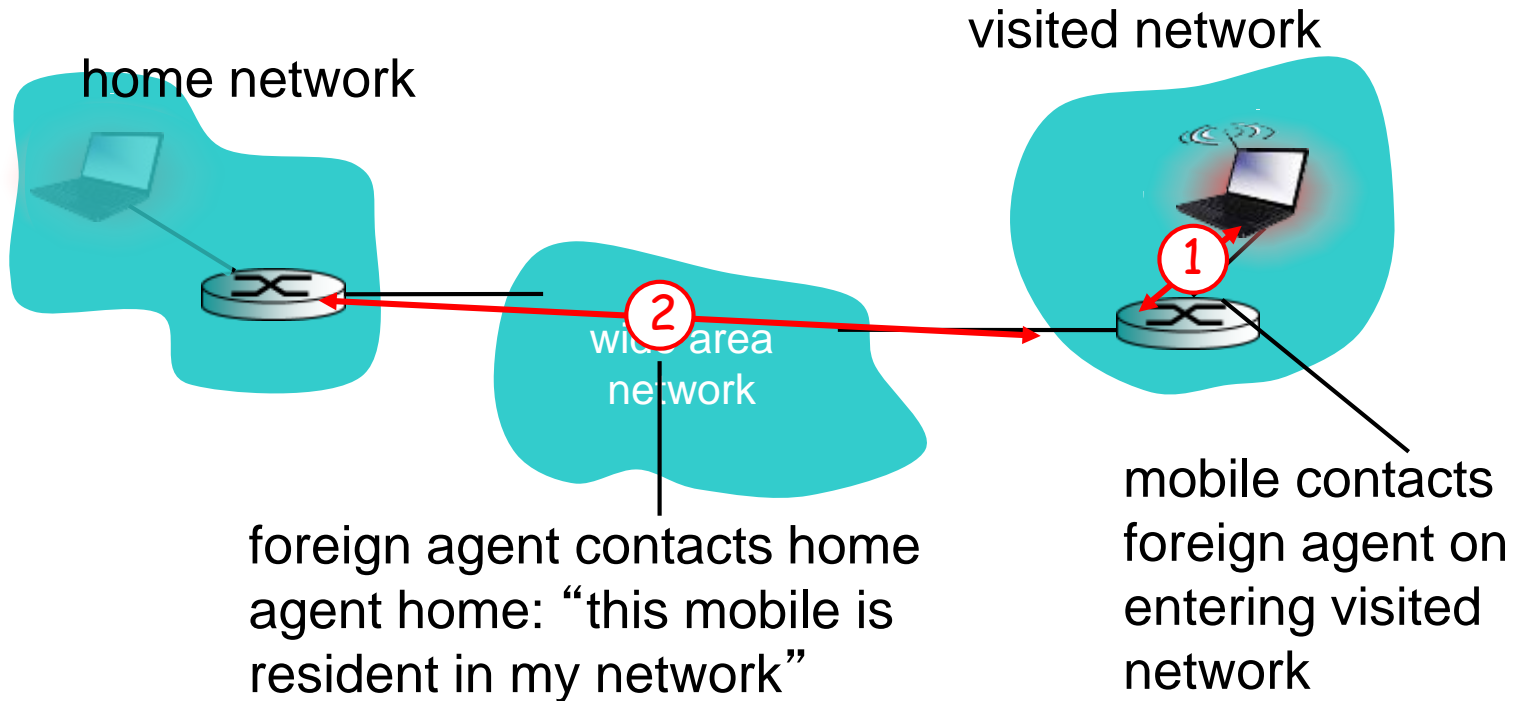 visited network
home network
1
2
wide area
network
mobile contacts
foreign agent on
entering visited
network
foreign agent contacts home
agent home: “this mobile is
resident in my network”